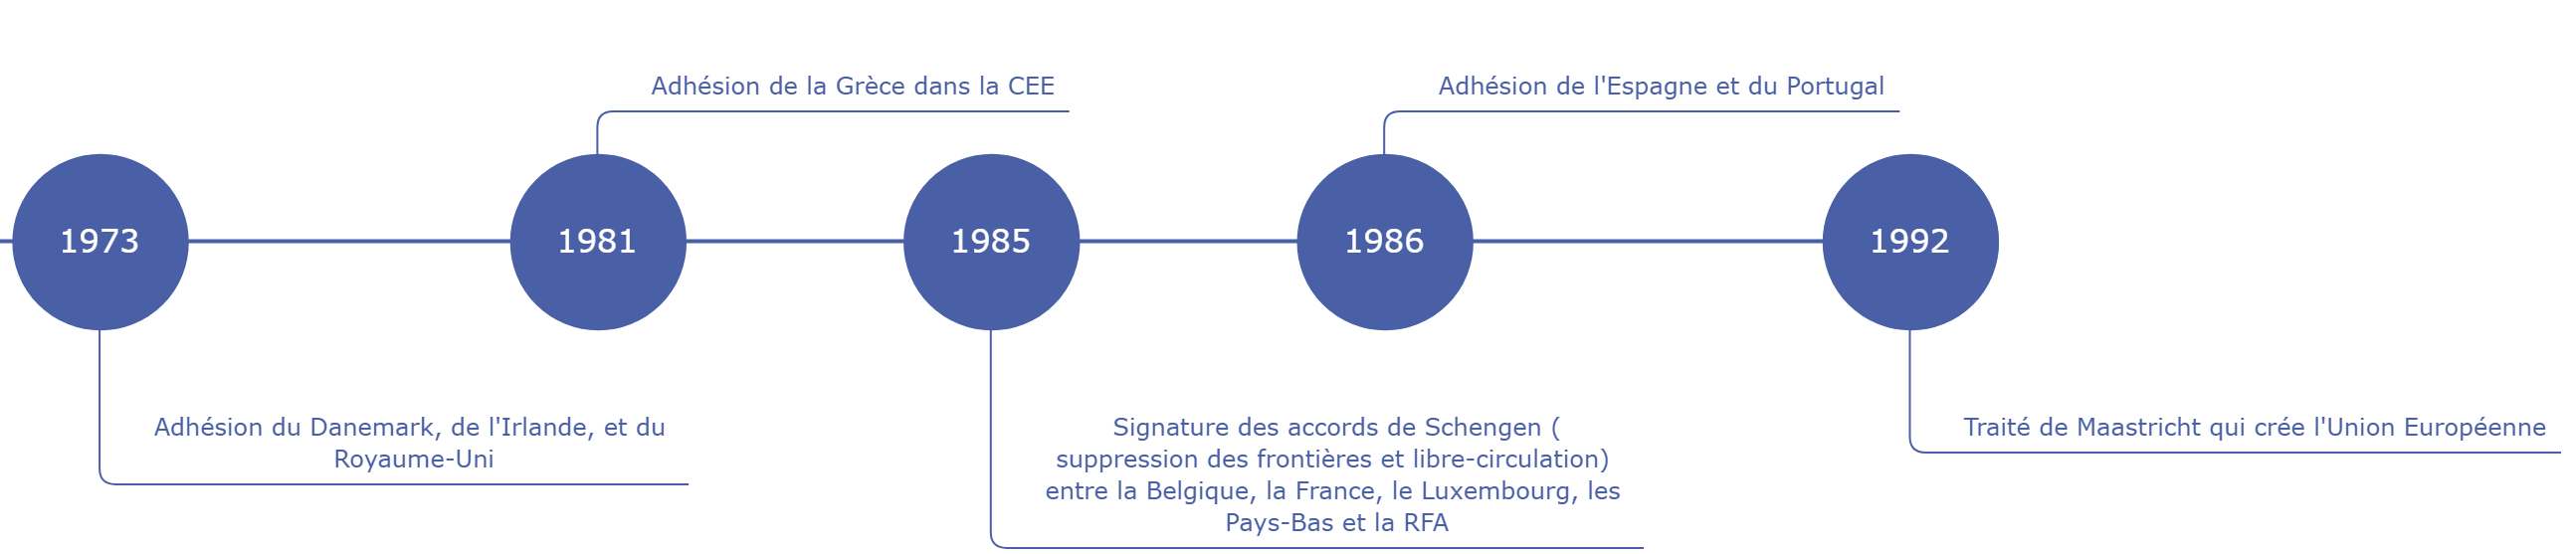 Adhésion de la Grèce dans la CEE
Adhésion de l'Espagne et du Portugal
1973
1981
1985
1986
1992
Adhésion du Danemark, de l'Irlande, et du
Royaume-Uni
Signature des accords de Schengen (
suppression des frontières et libre-circulation)
entre la Belgique, la France, le Luxembourg, les
Pays-Bas et la RFA
Traité de Maastricht qui crée l'Union Européenne